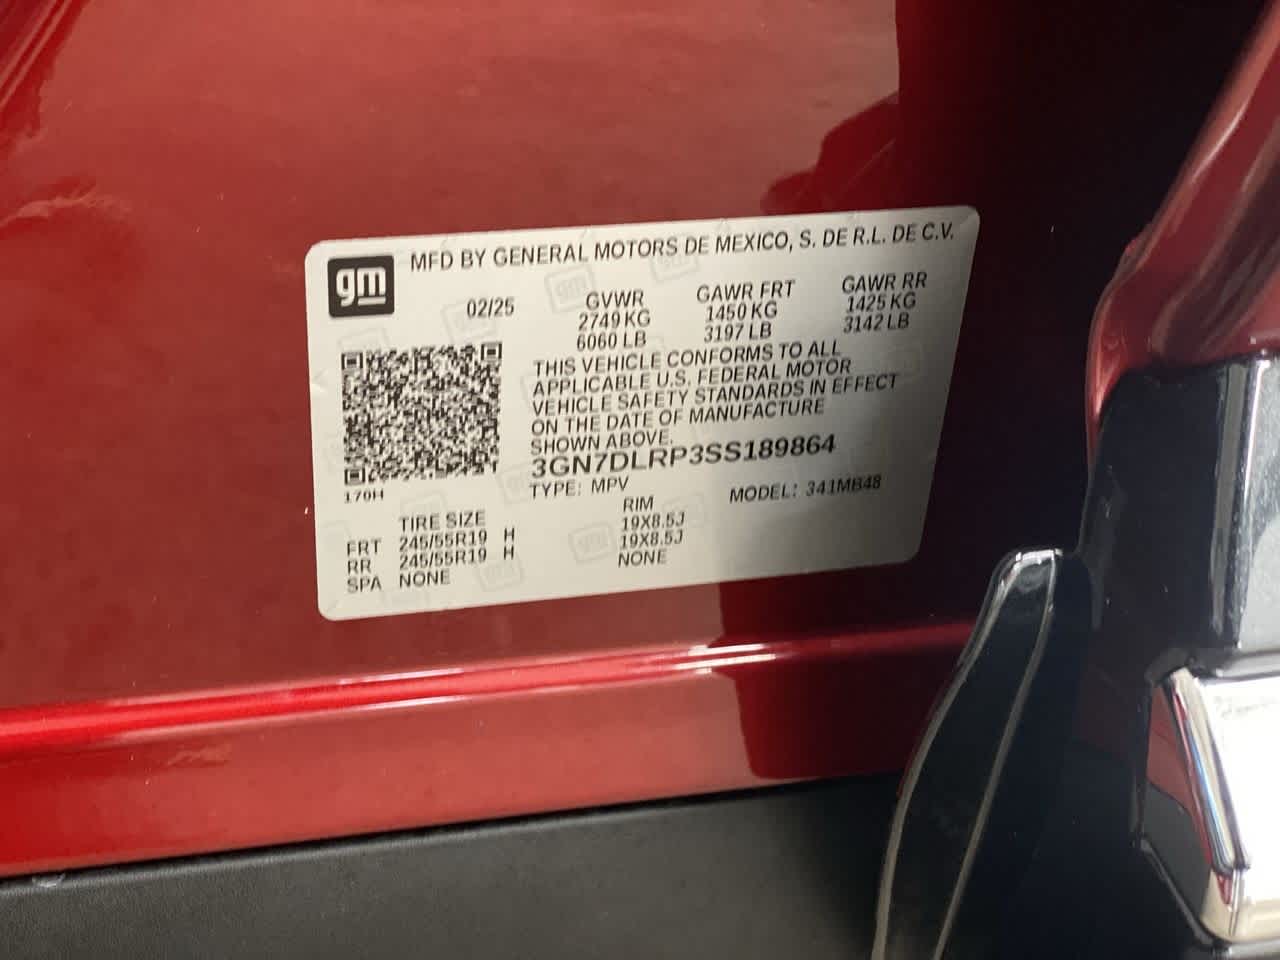 gm
MFD BY GENERAL MOTORS DE MEXICO, S. DE R.L. DE C.V.
02/25 GVWR GAWR FRT GAWR RR
2749 KG 1450 KG 1425 KG
6060 LB 3197 LB 3142 LB
THIS VEHICLE CONFORMS TO ALL
APPLICABLE U.S. FEDERAL MOTOR
VEHICLE SAFETY STANDARDS IN EFFECT
ON THE DATE OF MANUFACTURE
SHOWN ABOVE.
3GN7DLRP3SS189864
170H
TYPE: MPV MODEL: 341MB48
TIRE SIZE RIM
FRT 245/55R19 H 19X8.5J
RR 245/55R19 H 19X8.5J
SPA NONE NONE